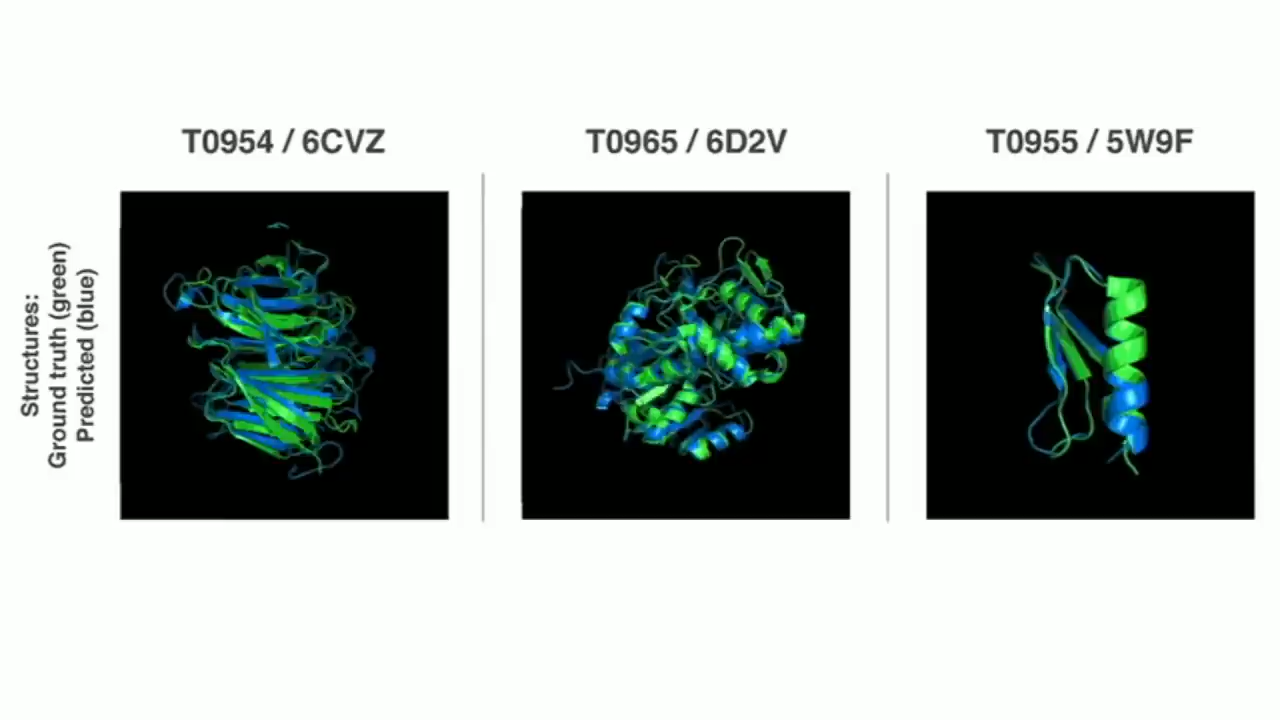 T0954 / 6CVZ
T0965 / 6D2V
T0955 / 5W9F
Structures:
Ground truth (green)
Predicted (blue)